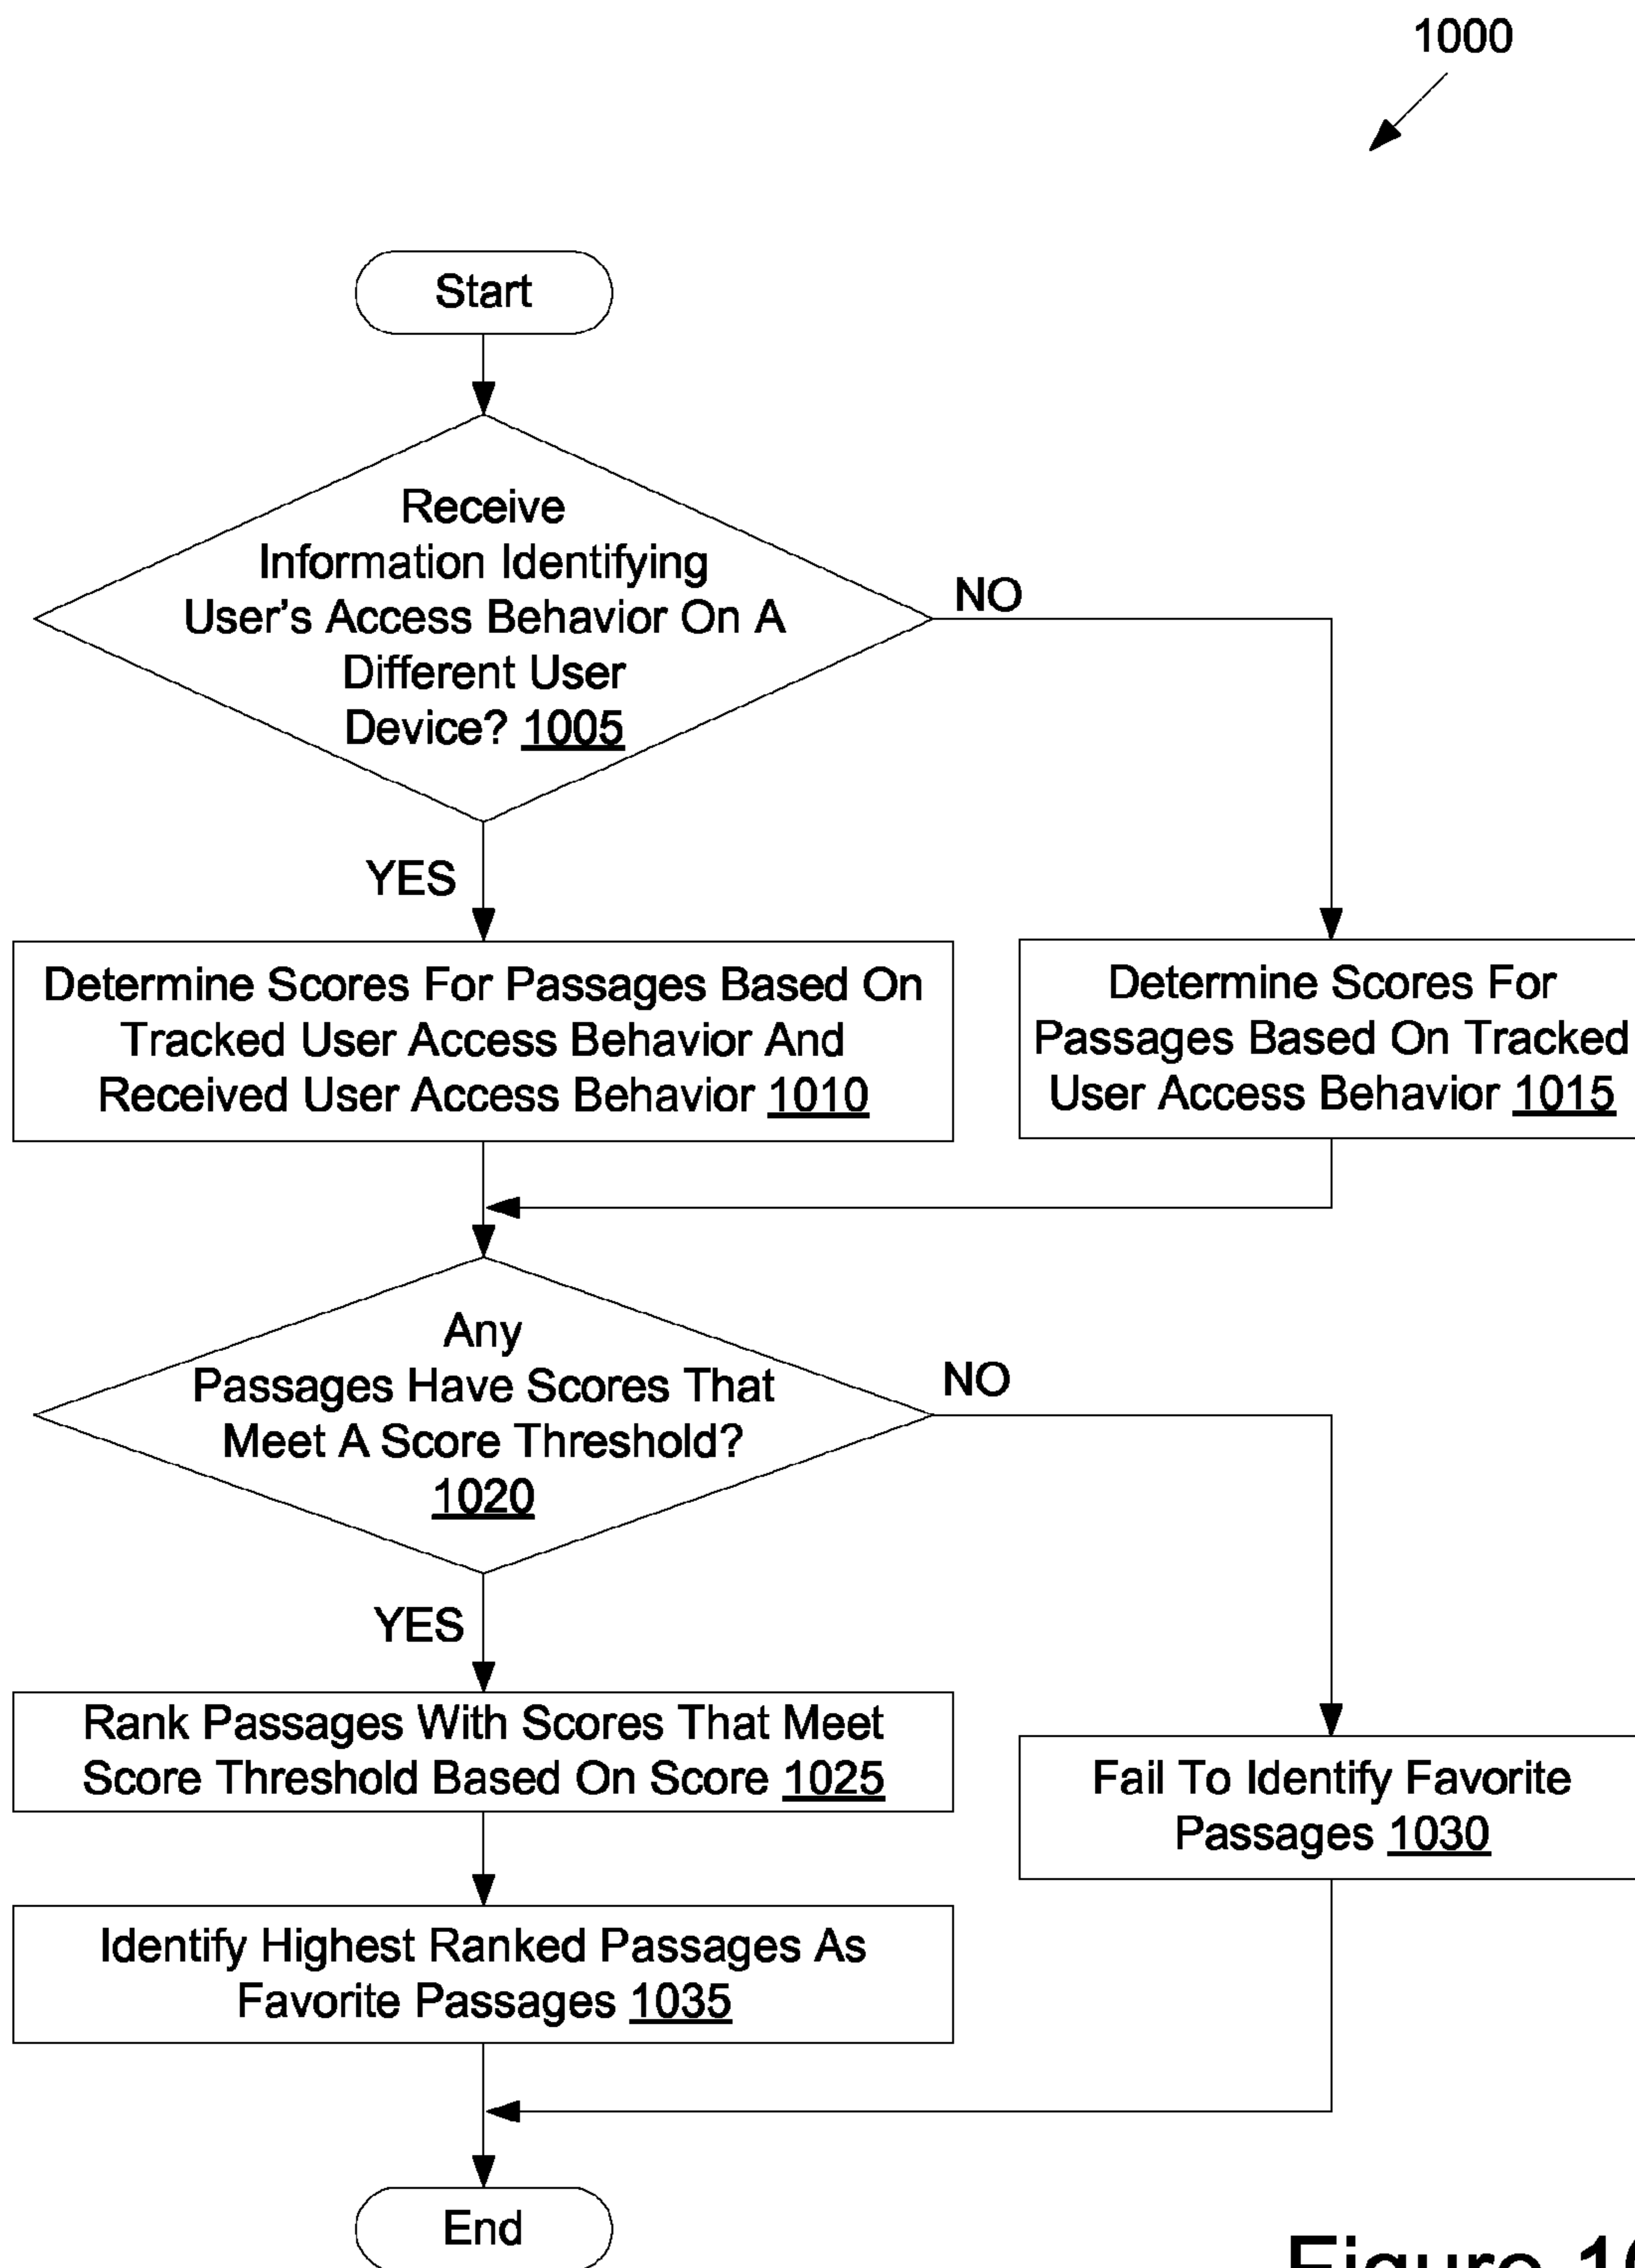 1000
Start
Receive
Information Identifying
User's Access Behavior On A
Different User
Device? 1005
NO
YES
Determine Scores For Passages Based On
Tracked User Access Behavior And
Received User Access Behavior 1010
Determine Scores For
Passages Based On Tracked
User Access Behavior 1015
Any
Passages Have Scores That
Meet A Score Threshold?
1020
NO
YES
Rank Passages With Scores That Meet
Score Threshold Based On Score 1025
Fail To Identify Favorite
Passages 1030
Identify Highest Ranked Passages As
Favorite Passages 1035
End
Figure 10